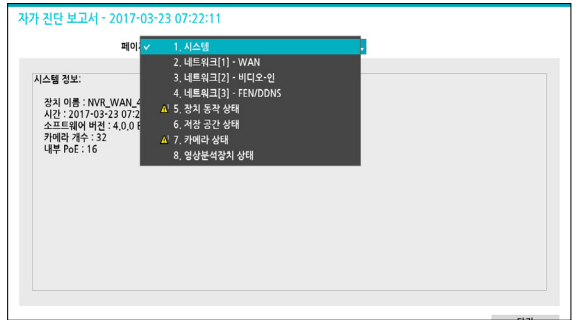 자가 진단 보고서 - 2017-03-23 07:22:11
페이
1. 시스템
2. 네트워크[1] - WAN
3. 네트워크[2] - 비디오-인
4. 네트워크[3] - FEN/DDNS
5. 장치 동작 상태
6. 저장 공간 상태
7. 카메라 상태
8. 영상분석장치 상태
시스템 정보:
장치 이름 : NVR_WAN_4
시간 : 2017-03-23 07:2
소프트웨어 버전 : 4.0.0
카메라 개수 : 32
내부 PoE : 16